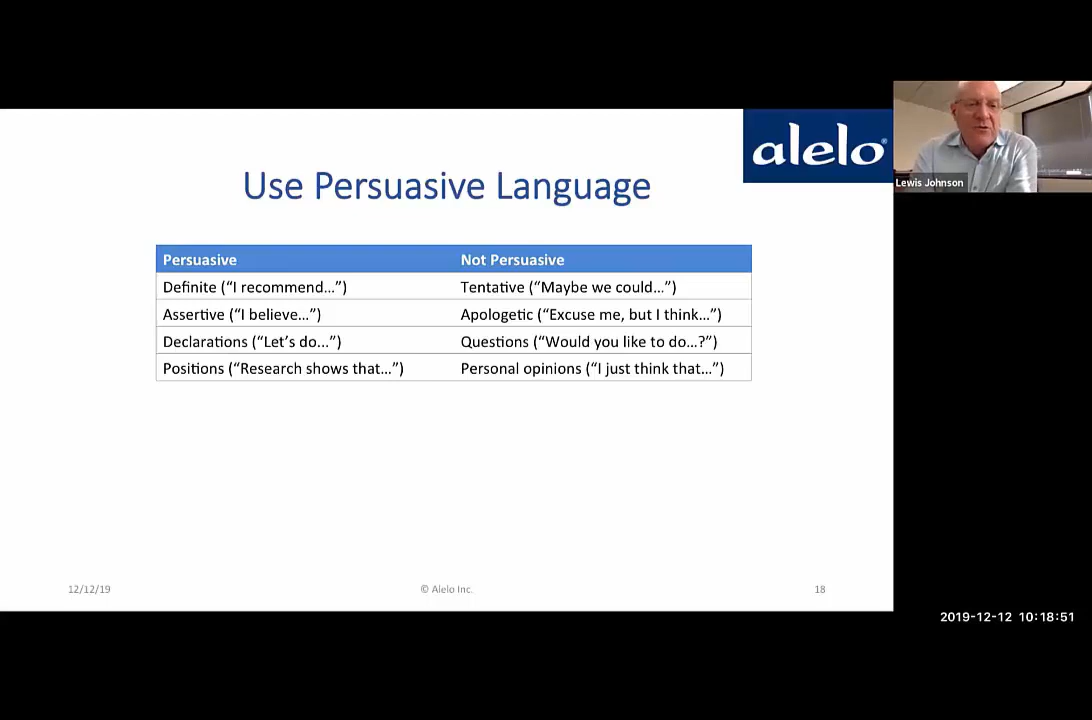 alelo®
Lewis Johnson
Use Persuasive Language
Persuasive Not Persuasive
Definite (“I recommend...”) Tentative (“Maybe we could...”)
Assertive (“I believe...”) Apologetic (“Excuse me, but I think...”)
Declarations (“Let’s do...”) Questions (“Would you like to do...?”)
Positions (“Research shows that...”) Personal opinions (“I just think that...”)
12/12/19 © Alelo Inc. 18
2019-12-12 10:18:51